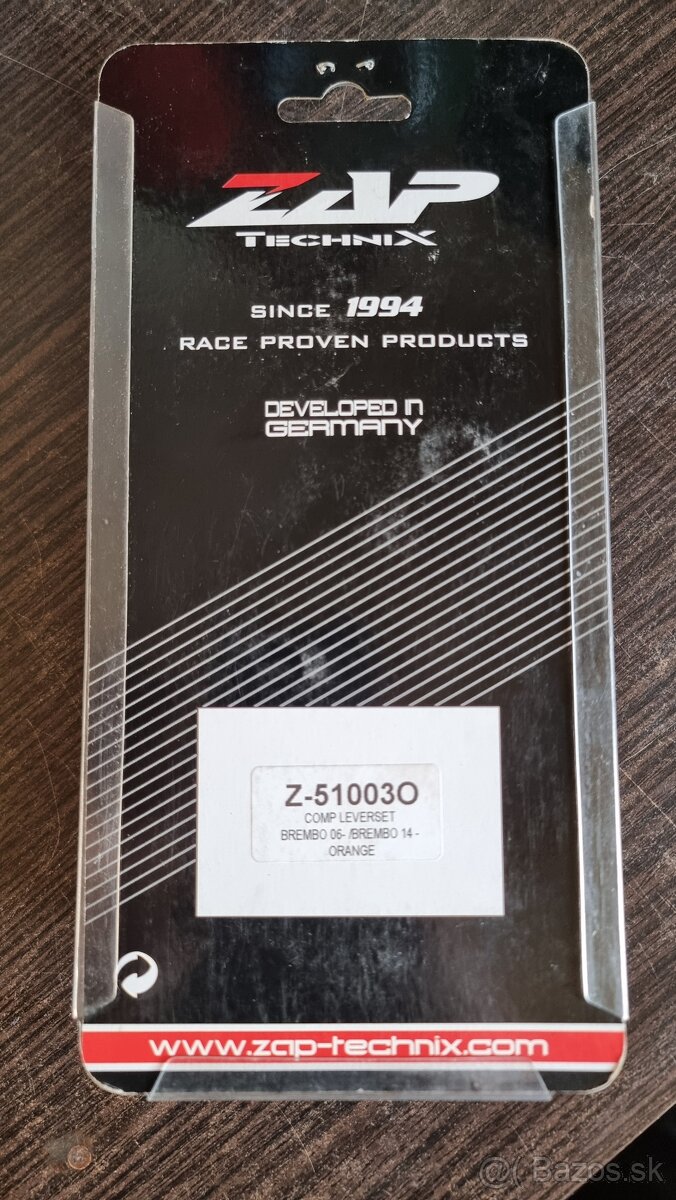 ZAP
TECHNIX
SINCE 1994
RACE PROVEN PRODUCTS
DEVELOPED IN
GERMANY
Z-51003O
COMP LEVERSET
BREMBO 06- /BREMBO 14 -
ORANGE
www.zap-technix.com
@ Bazos.sk